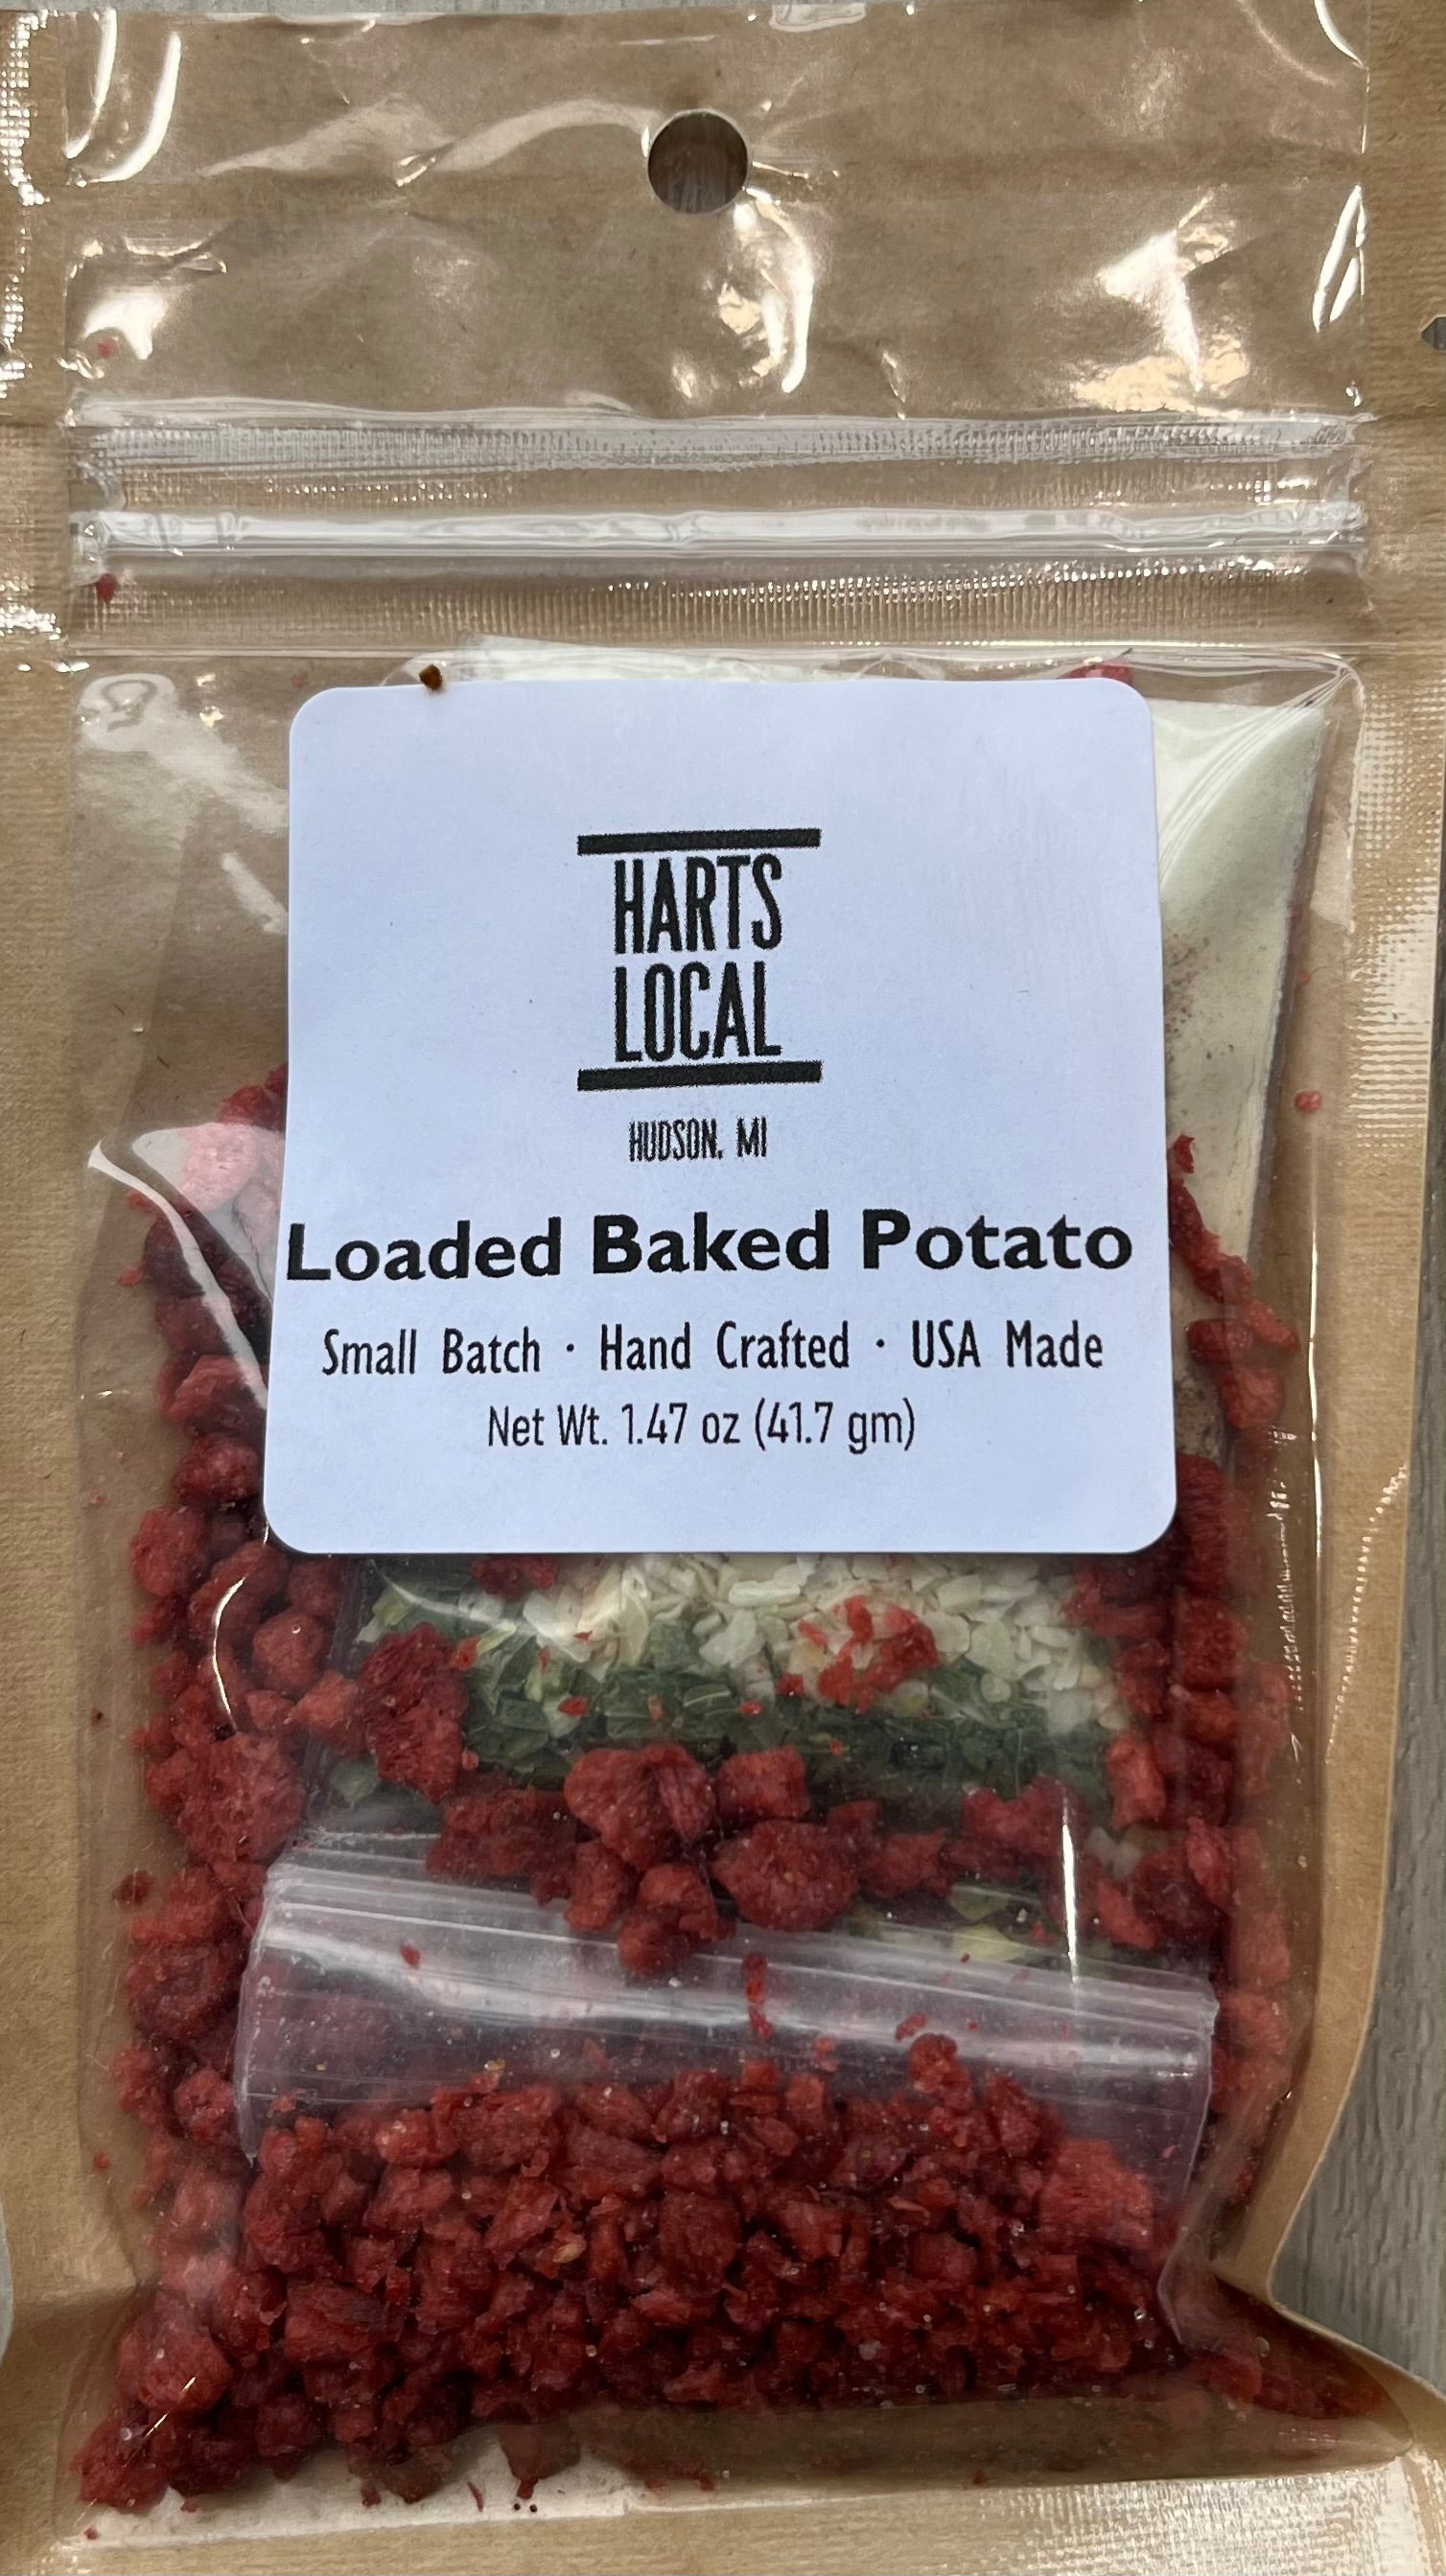 HARTS
LOCAL
HUDSON, MI
Loaded Baked Potato
Small Batch · Hand Crafted · USA Made
Net Wt. 1.47 oz (41.7 gm)